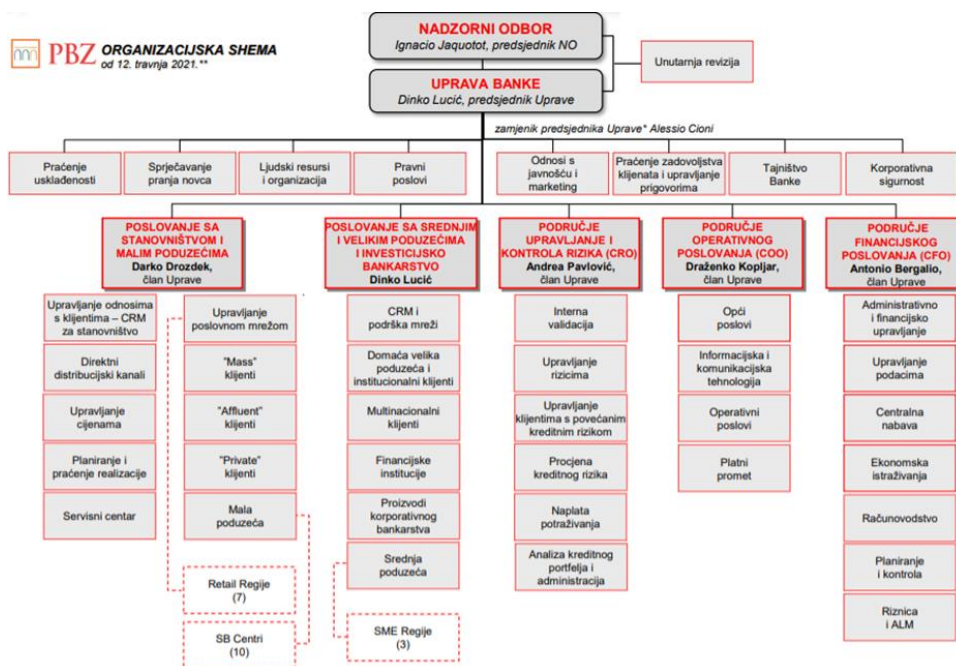 PBZ ORGANIZACIJSKA SHEMA
od 12. travnja 2021.**
NADZORNI ODBOR
Ignacio Jaquotot, predsjednik NO
UPRAVA BANKE
Dinko Lucić, predsjednik Uprave
Unutarnja revizija
zamjenik predsjednika Uprave* Alessio Cioni
Praćenje
usklađenosti
Sprječavanje
pranja novca
Ljudski resursi
i organizacija
Pravni
poslovi
Odnosi s
javnošću i
marketing
Praćenje zadovoljstva
klijenata i upravljanje
prigovorima
Tajništvo
Banke
Korporativna
sigurnost
POSLOVANJE SA
STANOVNIŠTVOM I
MALIM PODUZEĆIMA
Darko Drozdek,
član Uprave
Upravljanje odnosima
s klijentima – CRM
za stanovništvo
Direktni
distribucijski kanali
Upravljanje
cijenama
Planiranje i
praćenje realizacije
Servisni centar
Upravljanje
poslovnom mrežom
"Mass"
klijenti
"Affluent"
klijenti
"Private"
klijenti
Mala
poduzeća
Retail Regije
(7)
SB Centri
(10)
POSLOVANJE SA SREDNJIM
I VELIKIM PODUZEĆIMA
I INVESTICIJSKO
BANKARSTVO
Dinko Lucić
CRM i
podrška mreži
Domaća velika
poduzeća i
institucionalni klijenti
Multinacionalni
klijenti
Financijske
institucije
Proizvodi
korporativnog
bankarstva
Srednja
poduzeća
SME Regije
(3)
PODRUČJE
UPRAVLJANJE I
KONTROLA RIZIKA (CRO)
Andrea Pavlović,
član Uprave
Interna
validacija
Upravljanje
rizicima
Upravljanje
klijentima s povećanim
kreditnim rizikom
Procjena
kreditnog rizika
Naplata
potraživanja
Analiza kreditnog
portfelja i
administracija
PODRUČJE
OPERATIVNOG
POSLOVANJA (COO)
Draženko Kopljar,
član Uprave
Opći
poslovi
Informacijska i
komunikacijska
tehnologija
Operativni
poslovi
Platni
promet
PODRUČJE
FINANCIJSKOG
POSLOVANJA (CFO)
Antonio Bergalio,
član Uprave
Administrativno
i financijsko
upravljanje
Upravljanje
podacima
Centralna
nabava
Ekonomska
istraživanja
Računovodstvo
Planiranje
i kontrola
Riznica
i ALM